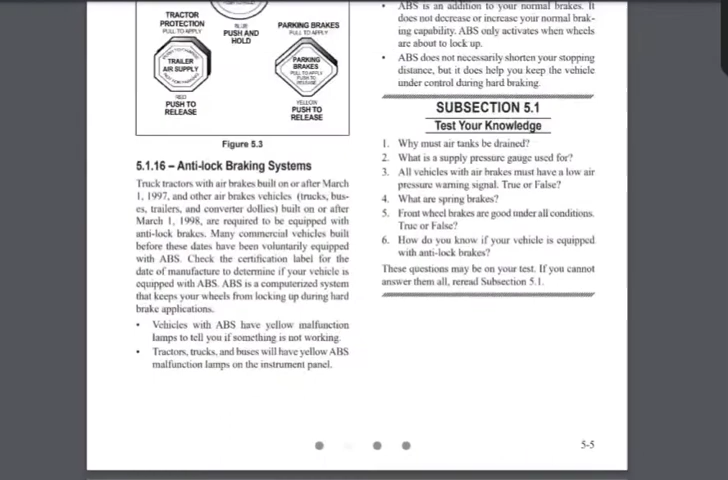 TRACTOR
PROTECTION
PULL TO APPLY
BLUE
PUSH AND
HOLD
PARKING BRAKES
PULL TO APPLY
TRAILER
AIR SUPPLY
PARKING
BRAKES
PULL TO APPLY
PUSH TO
RELEASE
RED
PUSH TO
RELEASE
YELLOW
PUSH TO
RELEASE
Figure 5.3
5.1.16 – Anti-lock Braking Systems
Truck tractors with air brakes built on or after March
1, 1997, and other air brakes vehicles (trucks, bus-
es, trailers, and converter dollies) built on or after
March 1, 1998, are required to be equipped with
anti-lock brakes. Many commercial vehicles built
before these dates have been voluntarily equipped
with ABS. Check the certification label for the
date of manufacture to determine if your vehicle is
equipped with ABS. ABS is a computerized system
that keeps your wheels from locking up during hard
brake applications.
• Vehicles with ABS have yellow malfunction
lamps to tell you if something is not working.
• Tractors, trucks, and buses will have yellow ABS
malfunction lamps on the instrument panel.
• ABS is an addition to your normal brakes. It
does not decrease or increase your normal brak-
ing capability. ABS only activates when wheels
are about to lock up.
• ABS does not necessarily shorten your stopping
distance, but it does help you keep the vehicle
under control during hard braking.
SUBSECTION 5.1
Test Your Knowledge
1. Why must air tanks be drained?
2. What is a supply pressure gauge used for?
3. All vehicles with air brakes must have a low air
pressure warning signal. True or False?
4. What are spring brakes?
5. Front wheel brakes are good under all conditions.
True or False?
6. How do you know if your vehicle is equipped
with anti-lock brakes?
These questions may be on your test. If you cannot
answer them all, reread Subsection 5.1.
5-5